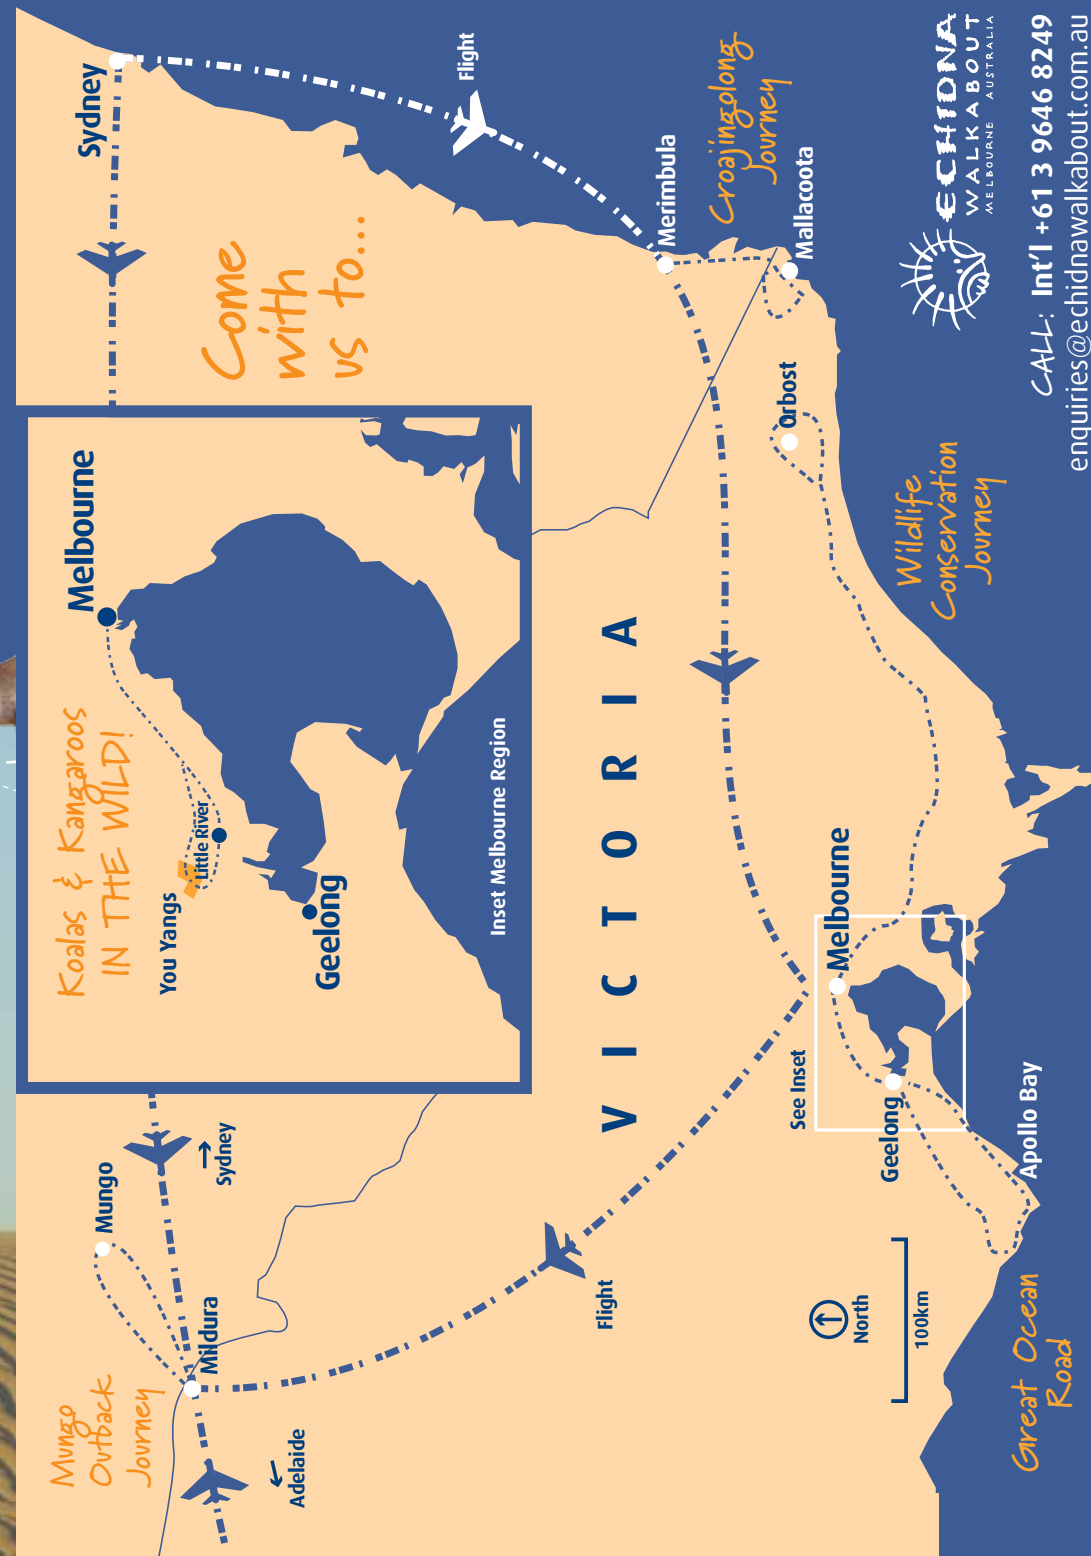 Mungo
Outback
Journey
Mungo
→
Sydney
Mildura
←
Adelaide
Koalas & Kangaroos
IN THE WILD!
Melbourne
You Yangs
Little River
Geelong
Inset Melbourne Region
Sydney
Come
with
us to...
Flight
Merimbula
Croajingolong
Journey
Mallacoota
Orbost
VICTORIA
Flight
Wildlife
Conservation
Journey
See Inset
Melbourne
Geelong
Apollo Bay
North
100km
Great Ocean
Road
ECHIDNA
WALKABOUT
MELBOURNE AUSTRALIA
CALL: Int'l +61 3 9646 8249
enquiries@echidnawalkabout.com.au